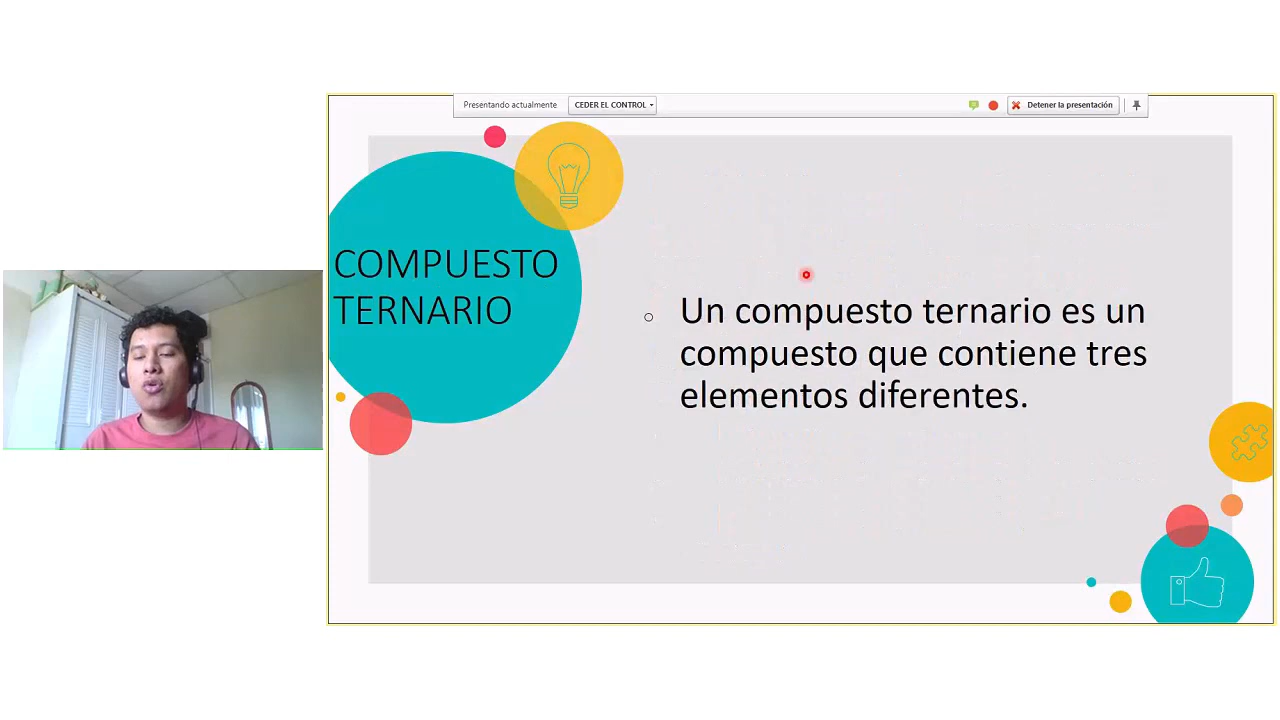 Presentando actualmente
CEDER EL CONTROL
Detener la presentación
COMPUESTO
TERNARIO
Un compuesto ternario es un
compuesto que contiene tres
elementos diferentes.